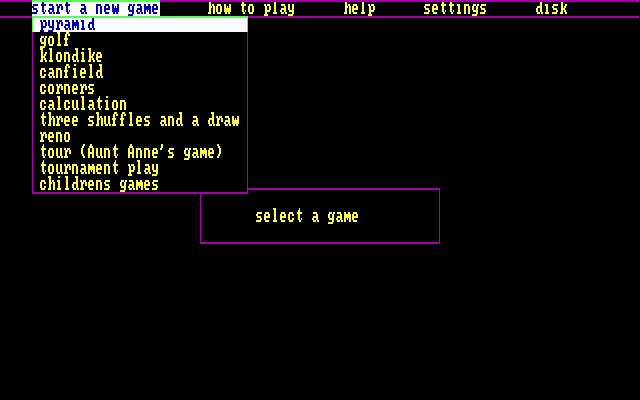 start a new game how to play help settings disk
pyramid
golf
klondike
canfield
corners
calculation
three shuffles and a draw
reno
tour (Aunt Anne's game)
tournament play
childrens games
select a game